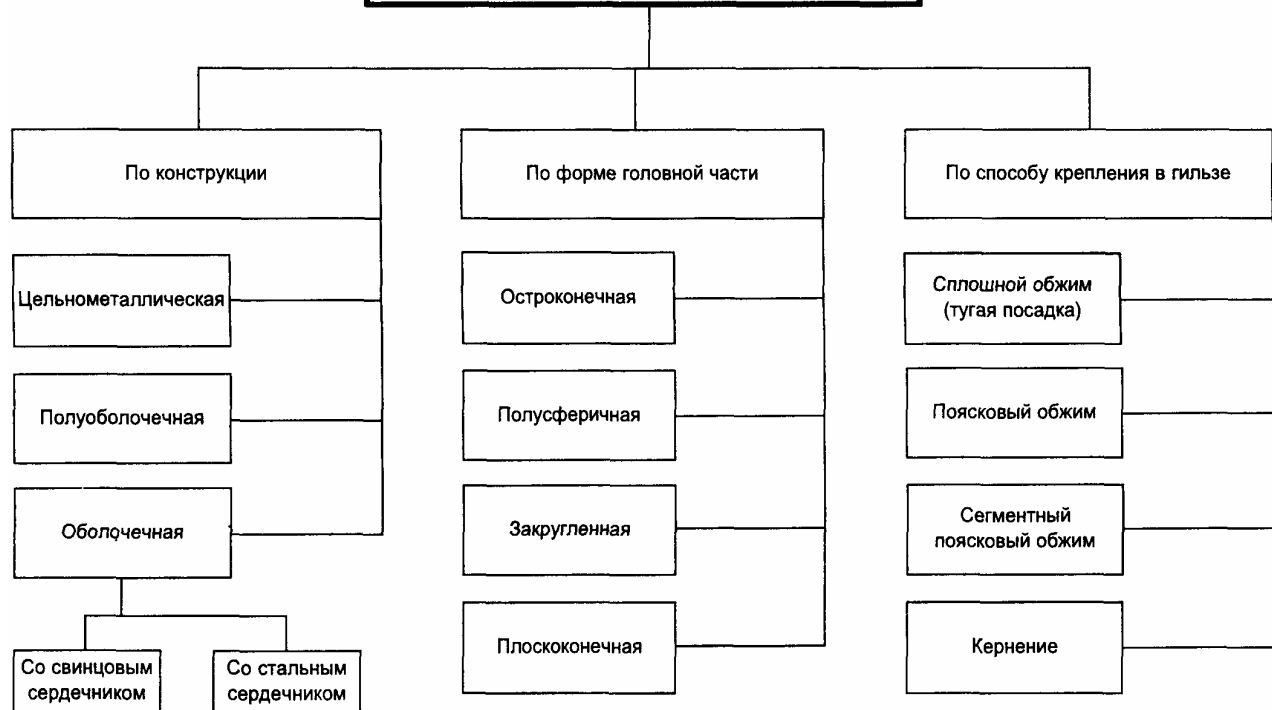 По конструкции
По форме головной части
По способу крепления в гильзе
Цельнометаллическая
Полуоболочечная
Оболочечная
Со свинцовым
сердечником
Со стальным
сердечником
Остроконечная
Полусферичная
Закругленная
Плоскоконечная
Сплошной обжим
(тугая посадка)
Поясковый обжим
Сегментный
поясковый обжим
Кернение